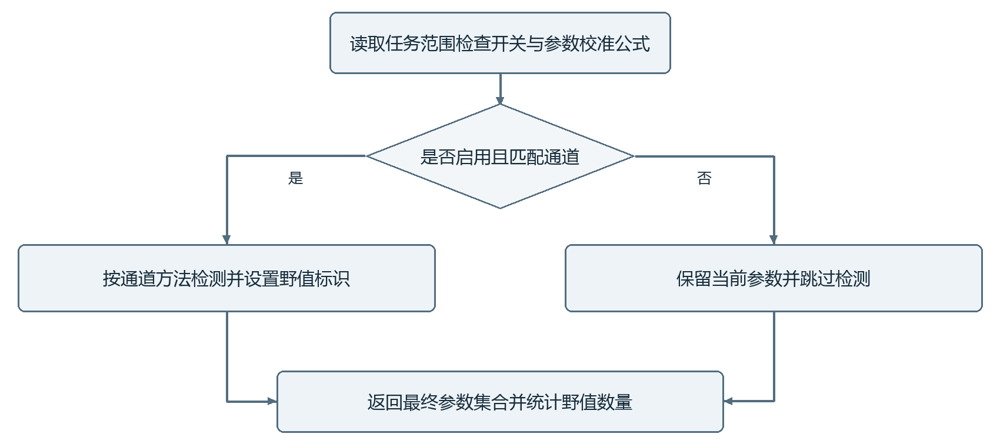 读取任务范围检查开关与参数校准公式
是否启用且匹配通道
是
否
按通道方法检测并设置野值标识
保留当前参数并跳过检测
返回最终参数集合并统计野值数量